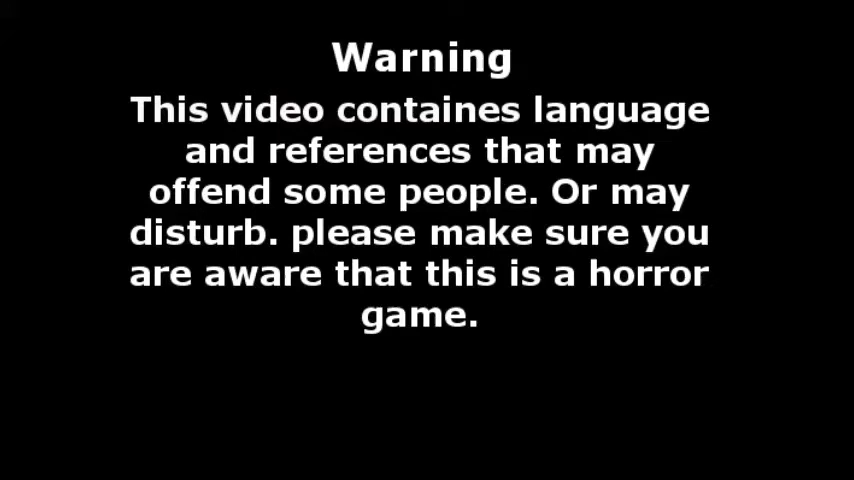 Warning
This video containes language
and references that may
offend some people. Or may
disturb. please make sure you
are aware that this is a horror
game.